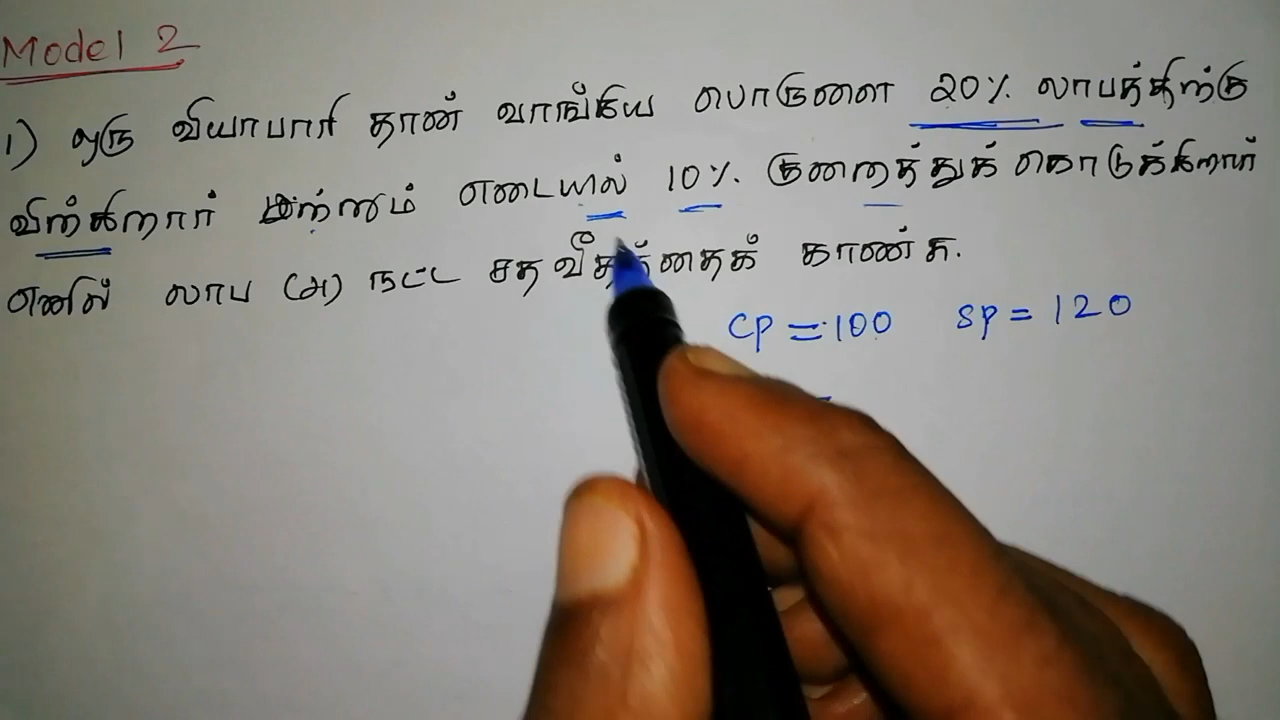 Model 2
1) ஒரு வியாபாரி தான் வாங்கிய பொருளை 20% லாபத்திற்கு
விற்கிறார் மற்றும் எடையில் 10% குறைத்துக் கொடுக்கிறார்
எனில் லாப (அ) நட்ட சதவீதத்தைக் காண்க.
CP = 100 SP = 120